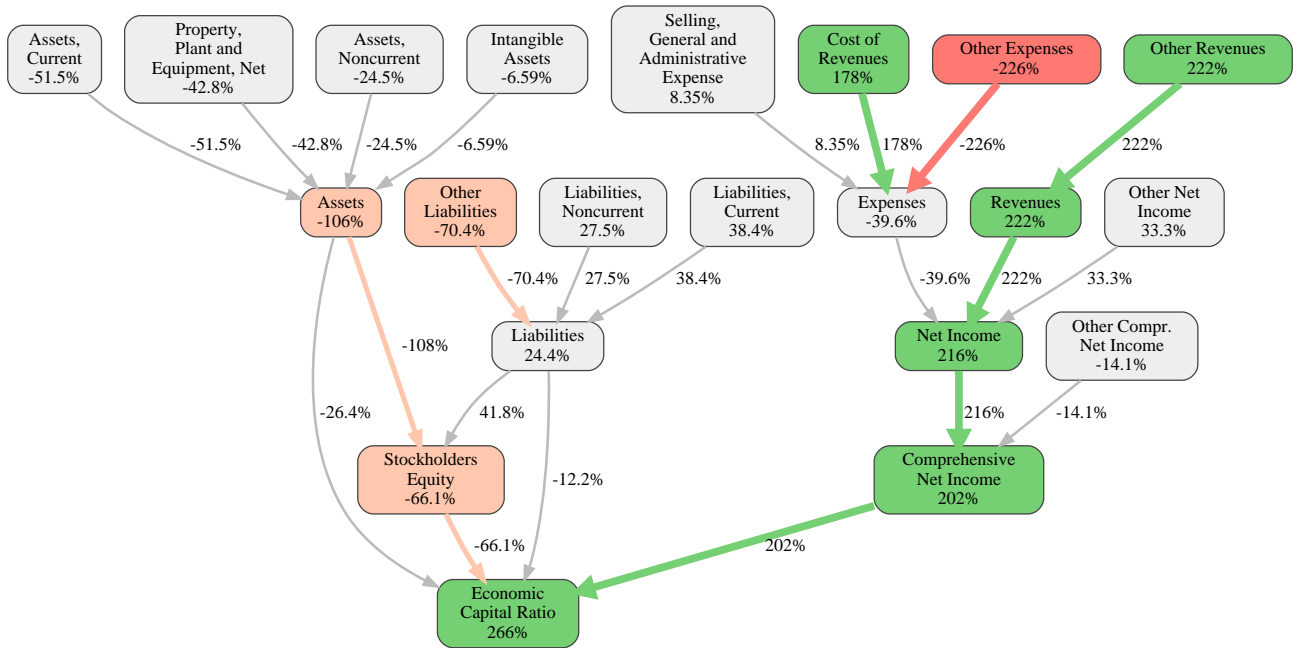 Assets,
Current
-51.5%
Property,
Plant and
Equipment, Net
-42.8%
Assets,
Noncurrent
-24.5%
Intangible
Assets
-6.59%
Selling,
General and
Administrative
Expense
8.35%
Cost of
Revenues
178%
Other Expenses
-226%
Other Revenues
222%
-51.5%
-42.8%
-24.5%
-6.59%
8.35%
178%
-226%
222%
Assets
-106%
Other
Liabilities
-70.4%
Liabilities,
Noncurrent
27.5%
Liabilities,
Current
38.4%
Expenses
-39.6%
Revenues
222%
Other Net
Income
33.3%
-70.4%
27.5%
38.4%
-39.6%
222%
33.3%
Liabilities
24.4%
Net Income
216%
Other Compr.
Net Income
-14.1%
-108%
-26.4%
41.8%
216%
-14.1%
Stockholders
Equity
-66.1%
-12.2%
Comprehensive
Net Income
202%
-66.1%
202%
Economic
Capital Ratio
266%